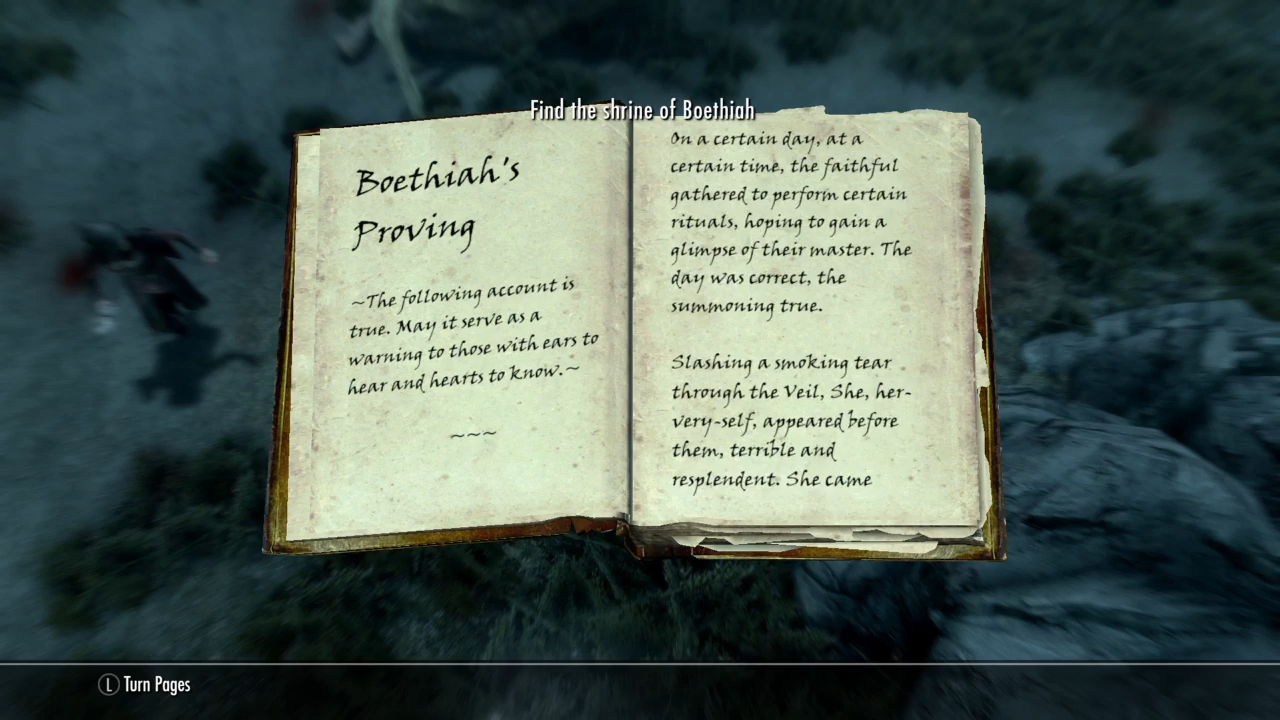 Find the shrine of Boethiah
Boethiah's
Proving
~The following account is
true. May it serve as a
warning to those with ears to
hear and hearts to know.~
~~~
On a certain day, at a
certain time, the faithful
gathered to perform certain
rituals, hoping to gain a
glimpse of their master. The
day was correct, the
summoning true.
Slashing a smoking tear
through the Veil, She, her-
very-self, appeared before
them, terrible and
resplendent. She came
L Turn Pages